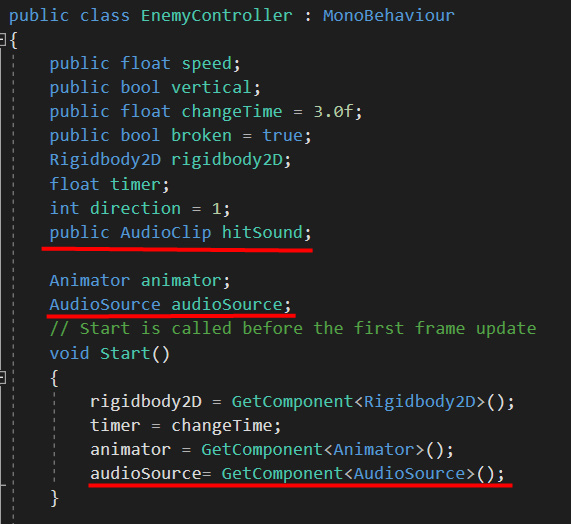 public class EnemyController : MonoBehaviour
{
public float speed;
public bool vertical;
public float changeTime = 3.0f;
public bool broken = true;
Rigidbody2D rigidbody2D;
float timer;
int direction = 1;
public AudioClip hitSound;
Animator animator;
AudioSource audioSource;
// Start is called before the first frame update
void Start()
{
rigidbody2D = GetComponent<Rigidbody2D>();
timer = changeTime;
animator = GetComponent<Animator>();
audioSource= GetComponent<AudioSource>();
}